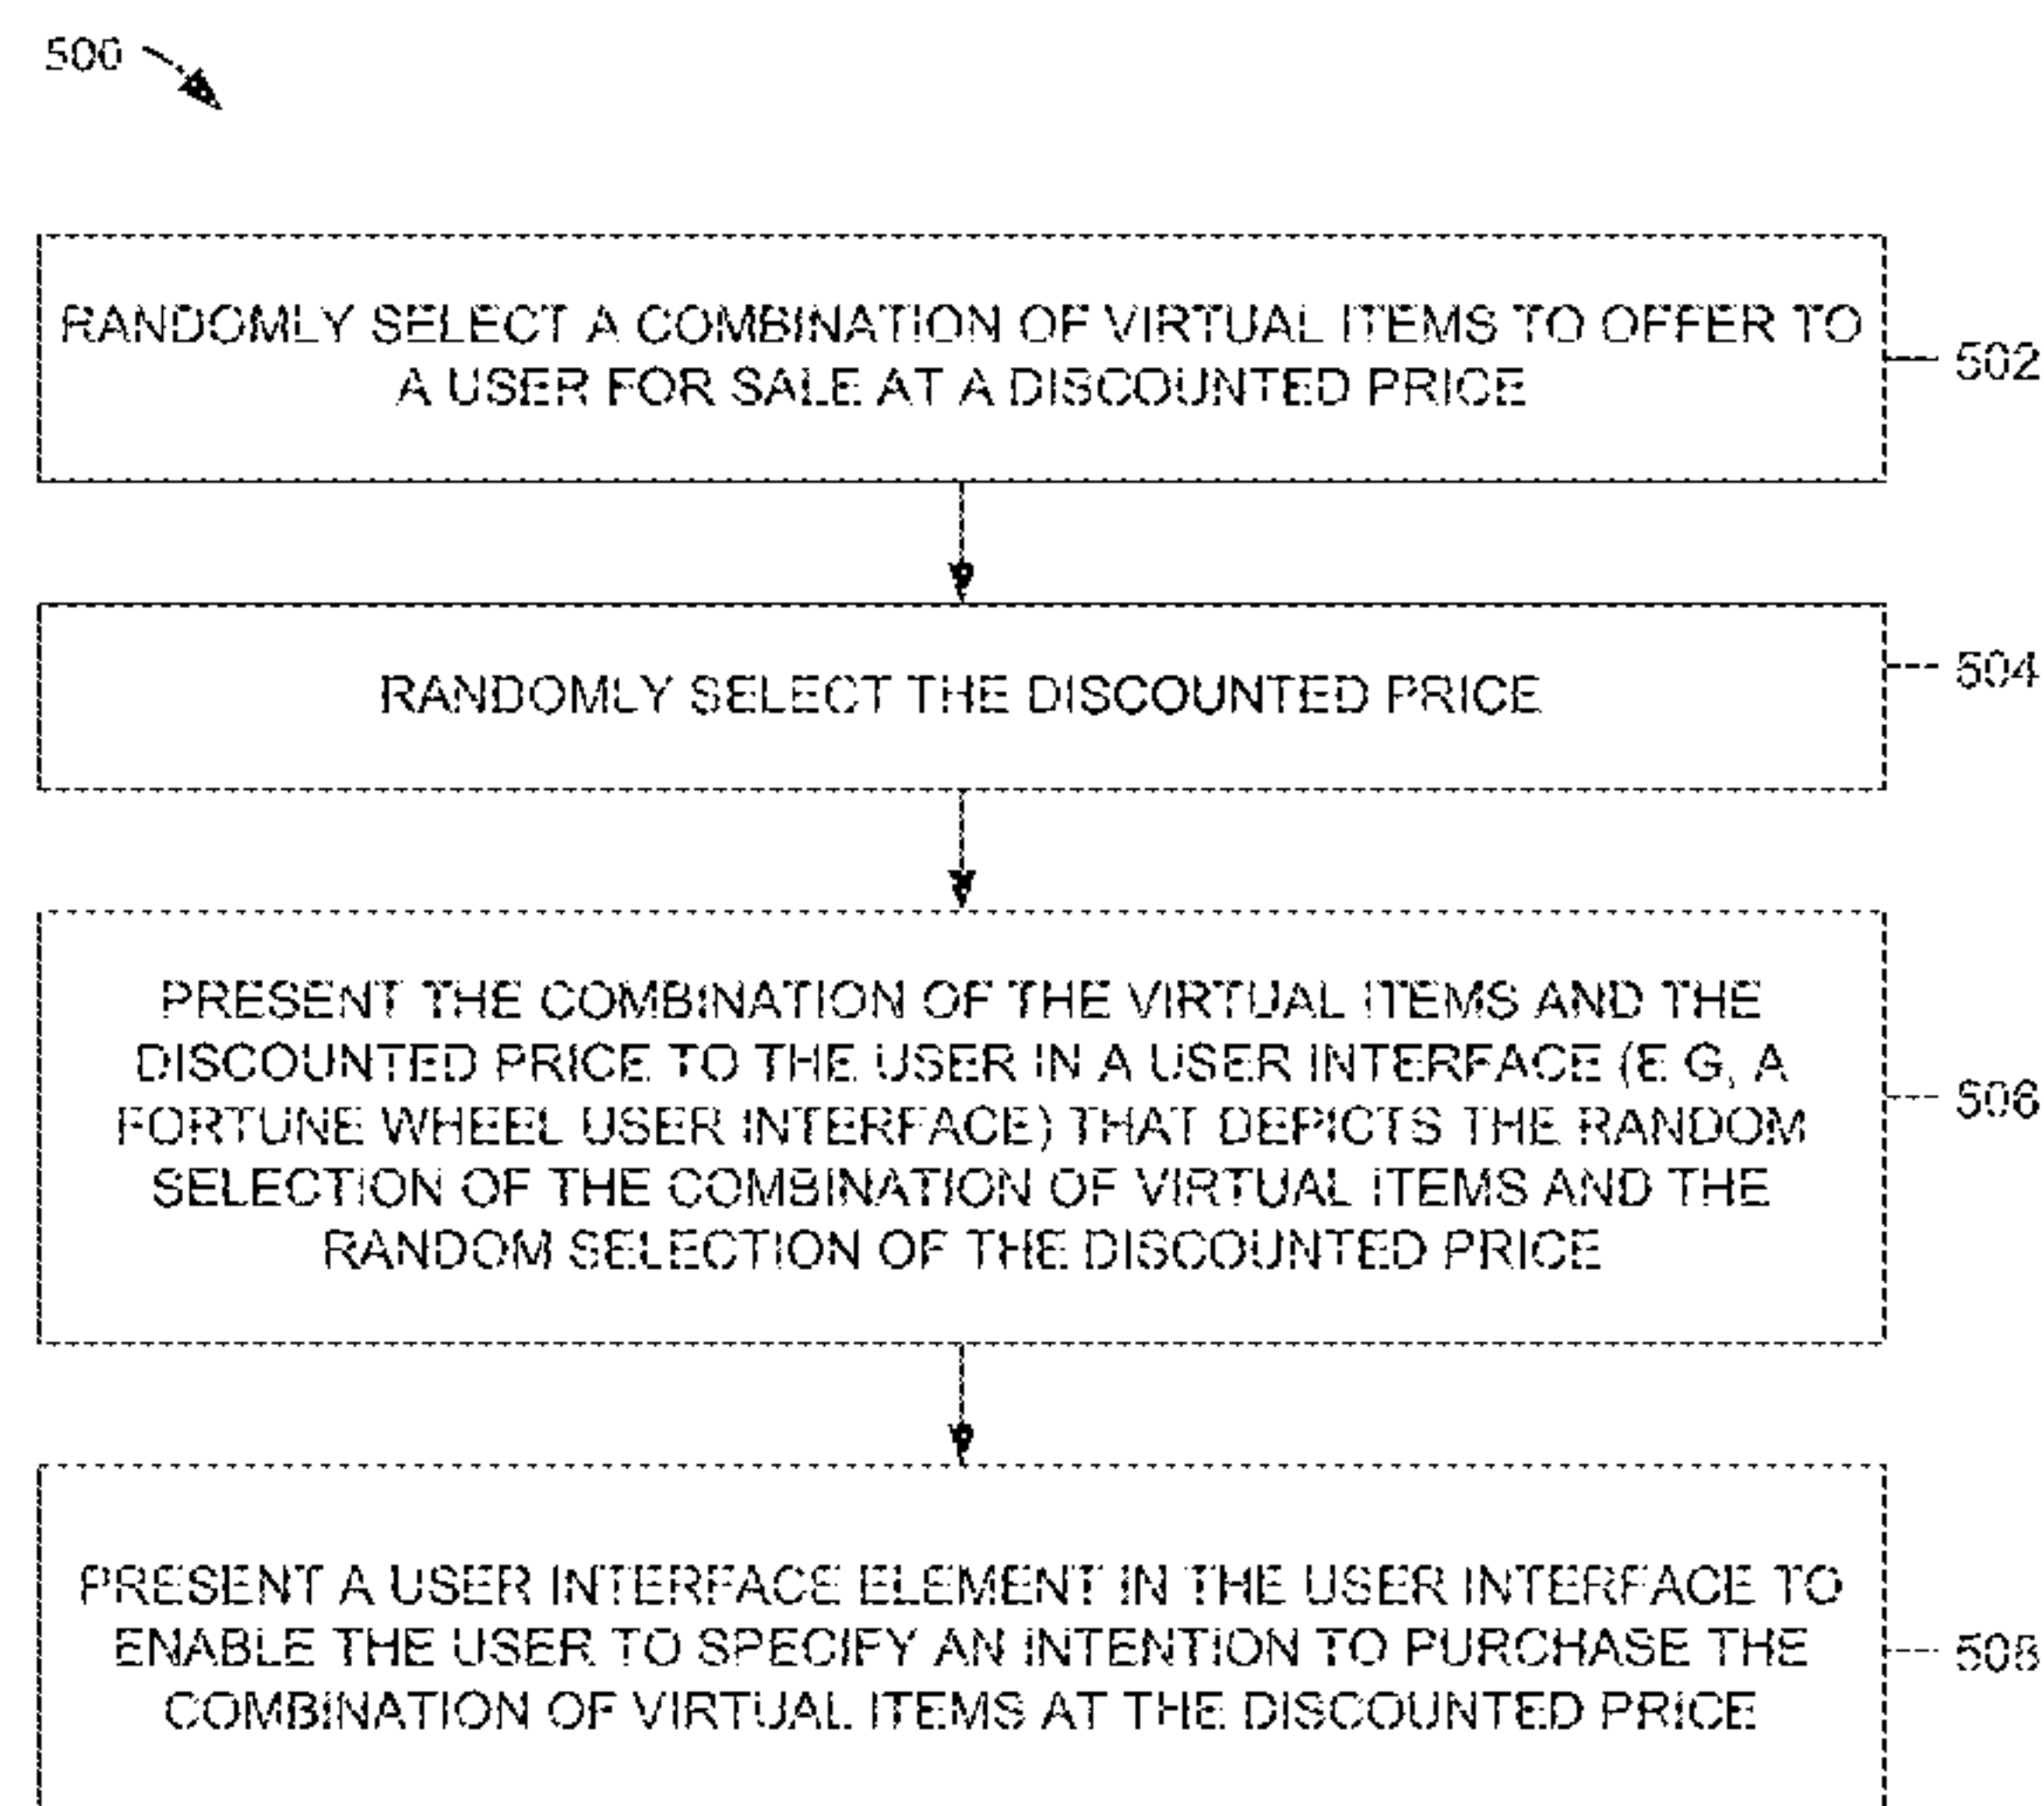 500
RANDOMLY SELECT A COMBINATION OF VIRTUAL ITEMS TO OFFER TO
A USER FOR SALE AT A DISCOUNTED PRICE
502
RANDOMLY SELECT THE DISCOUNTED PRICE
504
PRESENT THE COMBINATION OF THE VIRTUAL ITEMS AND THE
DISCOUNTED PRICE TO THE USER IN A USER INTERFACE (E G, A
FORTUNE WHEEL USER INTERFACE) THAT DEPICTS THE RANDOM
SELECTION OF THE COMBINATION OF VIRTUAL ITEMS AND THE
RANDOM SELECTION OF THE DISCOUNTED PRICE
506
PRESENT A USER INTERFACE ELEMENT IN THE USER INTERFACE TO
ENABLE THE USER TO SPECIFY AN INTENTION TO PURCHASE THE
COMBINATION OF VIRTUAL ITEMS AT THE DISCOUNTED PRICE
508